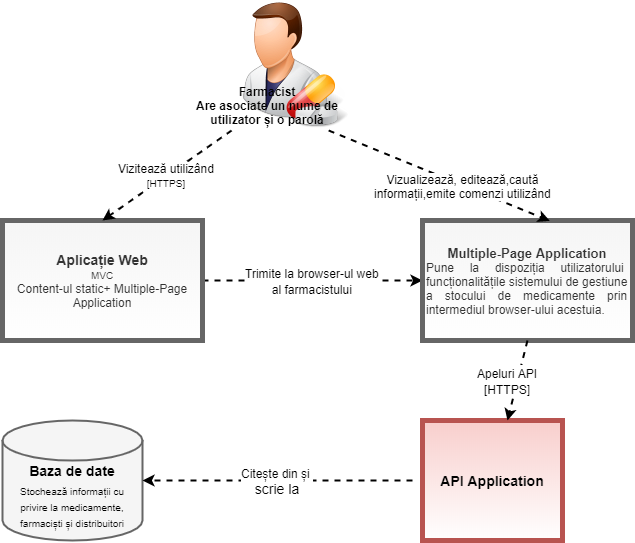 Farmacist
Are asociate un nume de
utilizator și o parolă
Vizitează utilizând
[HTTPS]
Vizualizează, editează,caută
informații,emite comenzi utilizând
Aplicație Web
MVC
Content-ul static+ Multiple-Page
Application
Trimite la browser-ul web
al farmacistului
Multiple-Page Application
Pune la dispoziția utilizatorului
funcționalitățile sistemului de gestiune
a stocului de medicamente prin
intermediul browser-ului acestuia.
Apeluri API
[HTTPS]
Baza de date
Stochează informații cu
privire la medicamente,
farmaciști și distribuitori
Citește din și
scrie la
API Application